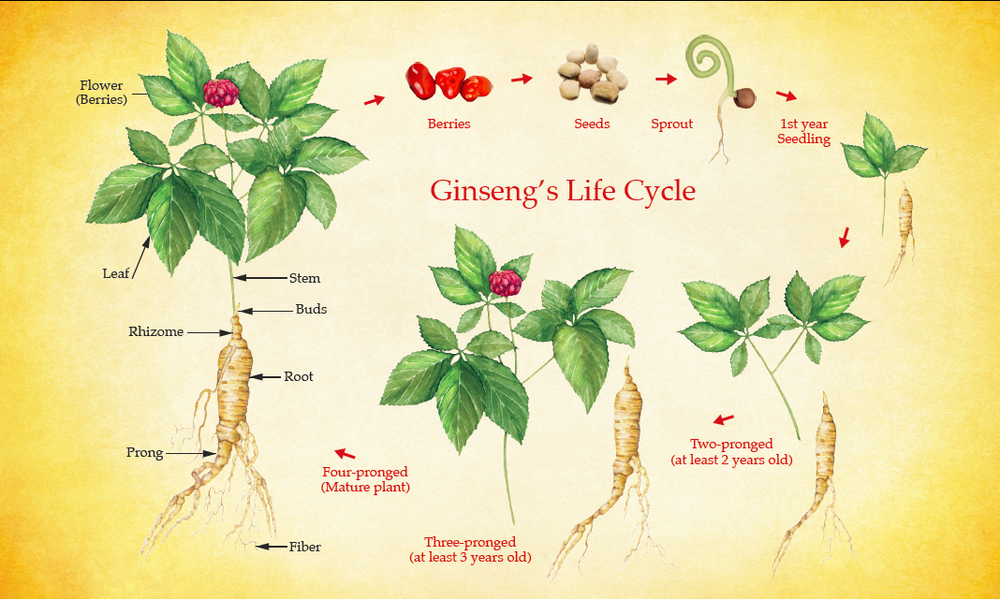 Ginseng's Life Cycle
Flower
(Berries)
Leaf
Stem
Buds
Rhizome
Root
Prong
Fiber
Berries
Seeds
Sprout
1st year
Seedling
Two-pronged
(at least 2 years old)
Three-pronged
(at least 3 years old)
Four-pronged
(Mature plant)